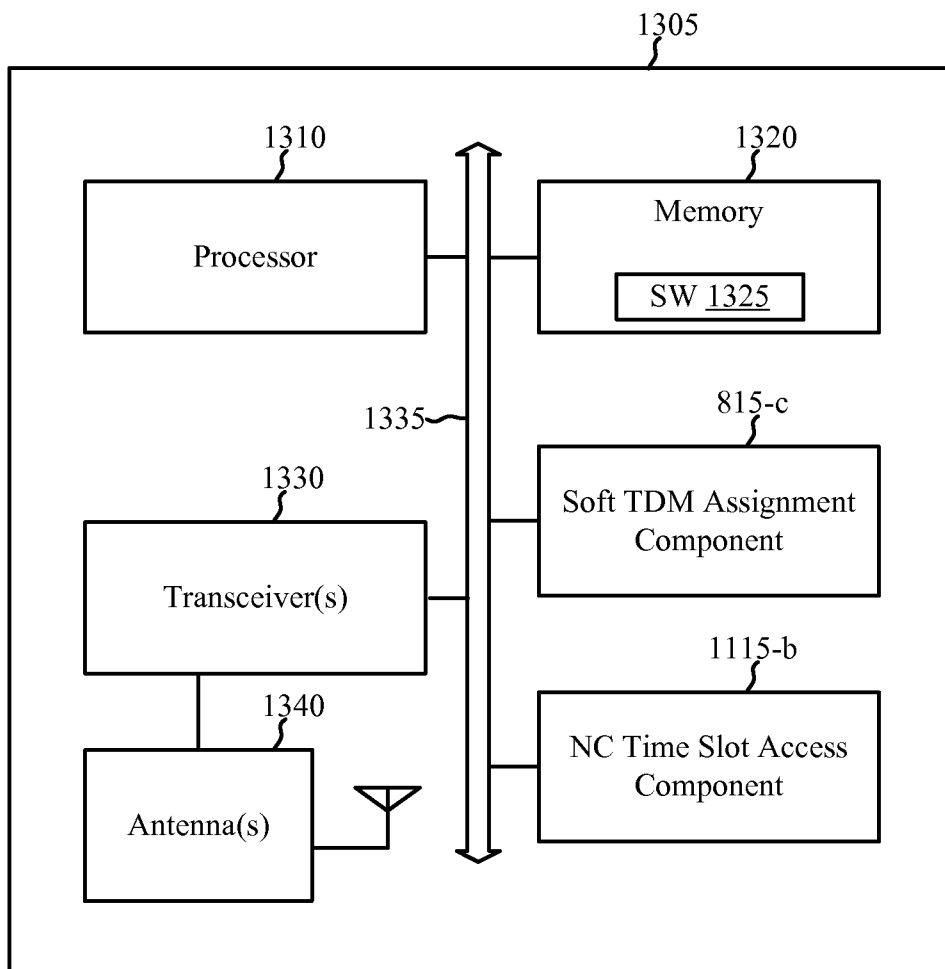 1305
1310
1320
Processor
Memory
SW 1325
1335
815-c
Soft TDM Assignment
Component
1330
Transceiver(s)
1115-b
NC Time Slot Access
Component
1340
Antenna(s)